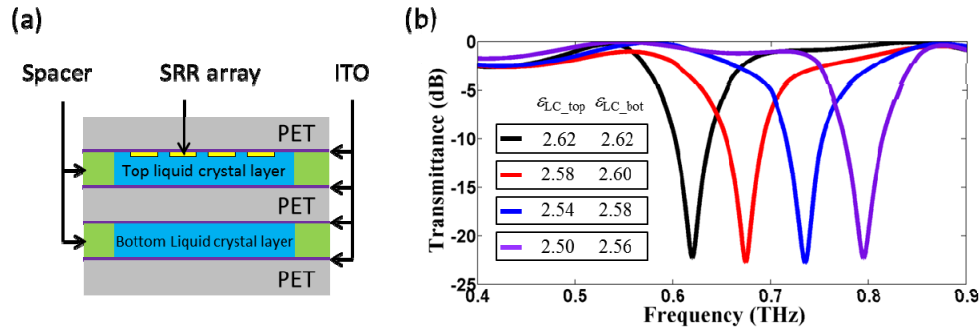 (a)
Spacer
SRR array
ITO
PET
Top liquid crystal layer
PET
Bottom Liquid crystal layer
PET
(b)
Transmittance (dB)
0
-5
-10
-15
-20
-25
εLC_top εLC_bot
2.62 2.62
2.58 2.60
2.54 2.58
2.50 2.56
0.4 0.5 0.6 0.7 0.8 0.9
Frequency (THz)